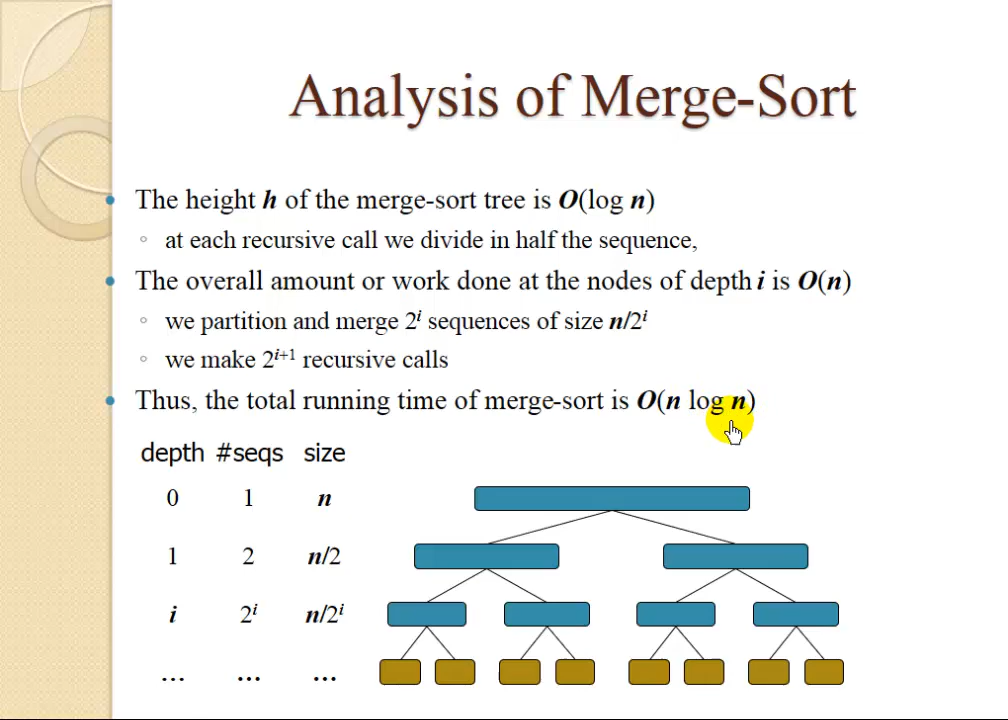 Analysis of Merge-Sort
The height h of the merge-sort tree is O(log n)
at each recursive call we divide in half the sequence,
The overall amount or work done at the nodes of depth i is O(n)
we partition and merge 2ⁱ sequences of size n/2ⁱ
we make 2ⁱ⁺¹ recursive calls
Thus, the total running time of merge-sort is O(n log n)
depth #seqs size
0 1 n
1 2 n/2
i 2ⁱ n/2ⁱ
... ... ...